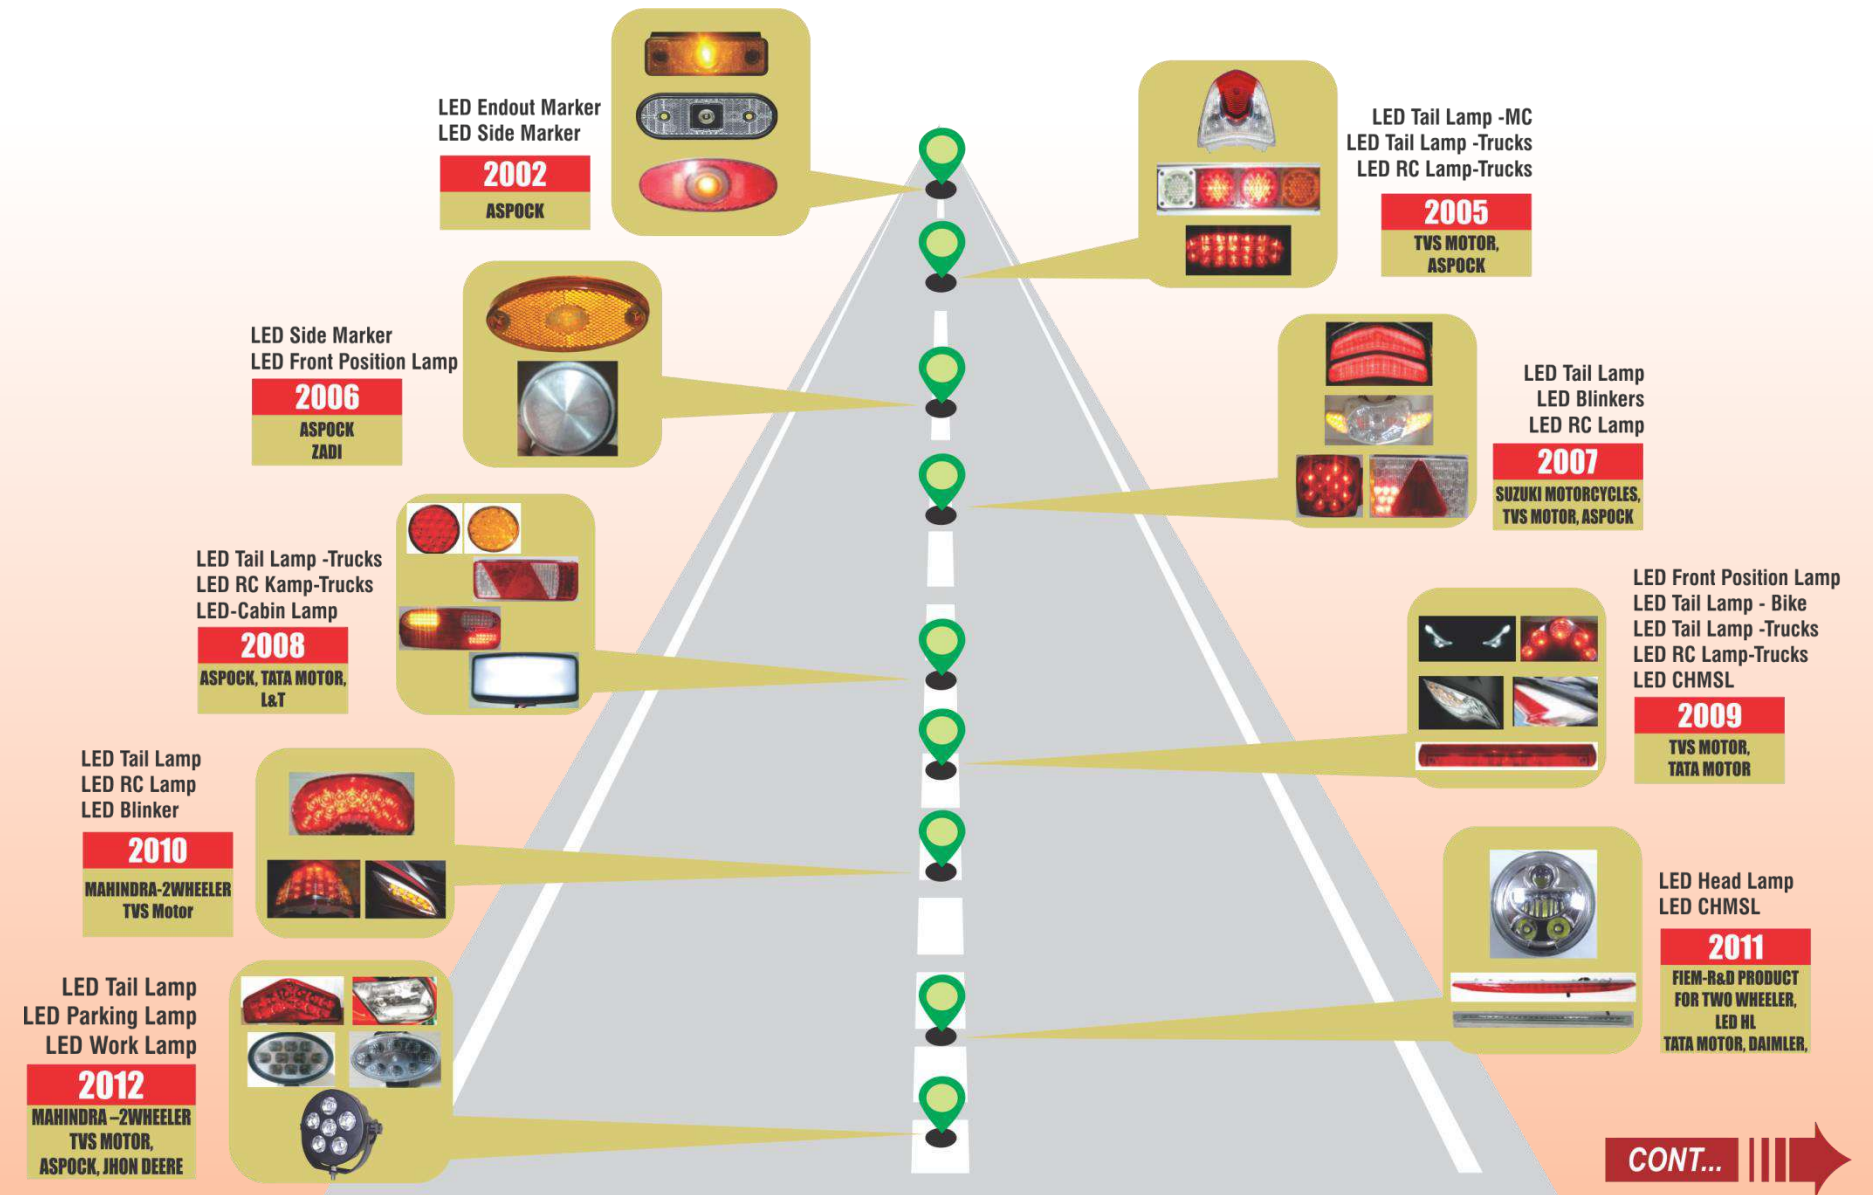 LED Endout Marker
LED Side Marker
2002
ASPOCK
LED Tail Lamp -MC
LED Tail Lamp -Trucks
LED RC Lamp-Trucks
2005
TVS MOTOR,
ASPOCK
LED Side Marker
LED Front Position Lamp
2006
ASPOCK
ZADI
LED Tail Lamp
LED Blinkers
LED RC Lamp
2007
SUZUKI MOTORCYCLES,
TVS MOTOR, ASPOCK
LED Tail Lamp -Trucks
LED RC Kamp-Trucks
LED-Cabin Lamp
2008
ASPOCK, TATA MOTOR,
L&T
LED Front Position Lamp
LED Tail Lamp - Bike
LED Tail Lamp -Trucks
LED RC Lamp-Trucks
LED CHMSL
2009
TVS MOTOR,
TATA MOTOR
LED Tail Lamp
LED RC Lamp
LED Blinker
2010
MAHINDRA-2WHEELER
TVS Motor
LED Head Lamp
LED CHMSL
2011
FIEM-R&D PRODUCT
FOR TWO WHEELER,
LED HL
TATA MOTOR, DAIMLER,
LED Tail Lamp
LED Parking Lamp
LED Work Lamp
2012
MAHINDRA –2WHEELER
TVS MOTOR,
ASPOCK, JHON DEERE
CONT...